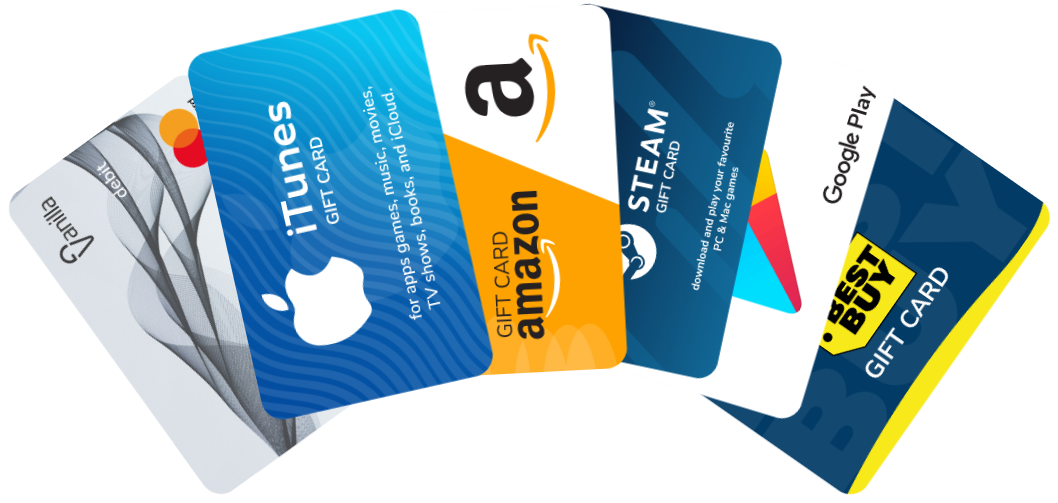 Vanilla
debit
iTunes
GIFT CARD
for apps games, music, movies,
TV shows, books, and iCloud.
a
GIFT CARD
amazon
STEAM®
GIFT CARD
download and play your favourite
PC & Mac games
Google Play
BEST
BUY
GIFT CARD